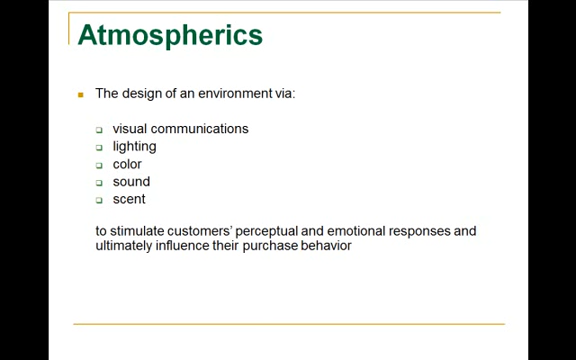 Atmospherics
The design of an environment via:
visual communications
lighting
color
sound
scent
to stimulate customers' perceptual and emotional responses and
ultimately influence their purchase behavior